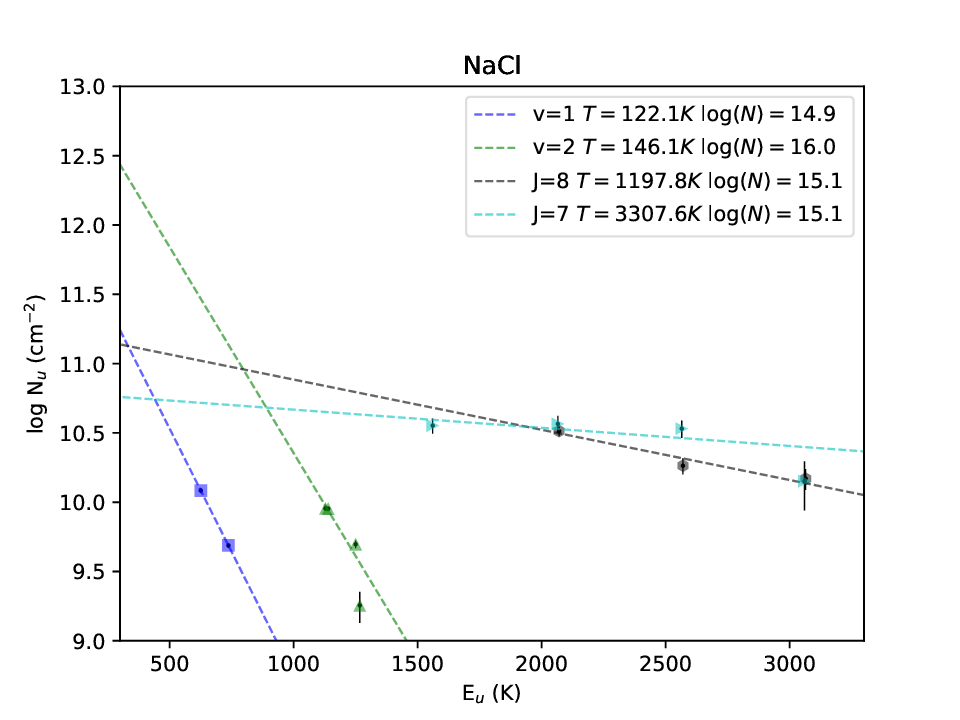 NaCl
v=1 T = 122.1K log(N) = 14.9
v=2 T = 146.1K log(N) = 16.0
J=8 T = 1197.8K log(N) = 15.1
J=7 T = 3307.6K log(N) = 15.1
13.0
12.5
12.0
11.5
11.0
10.5
10.0
9.5
9.0
log Nᵤ (cm⁻²)
500 1000 1500 2000 2500 3000
Eᵤ (K)